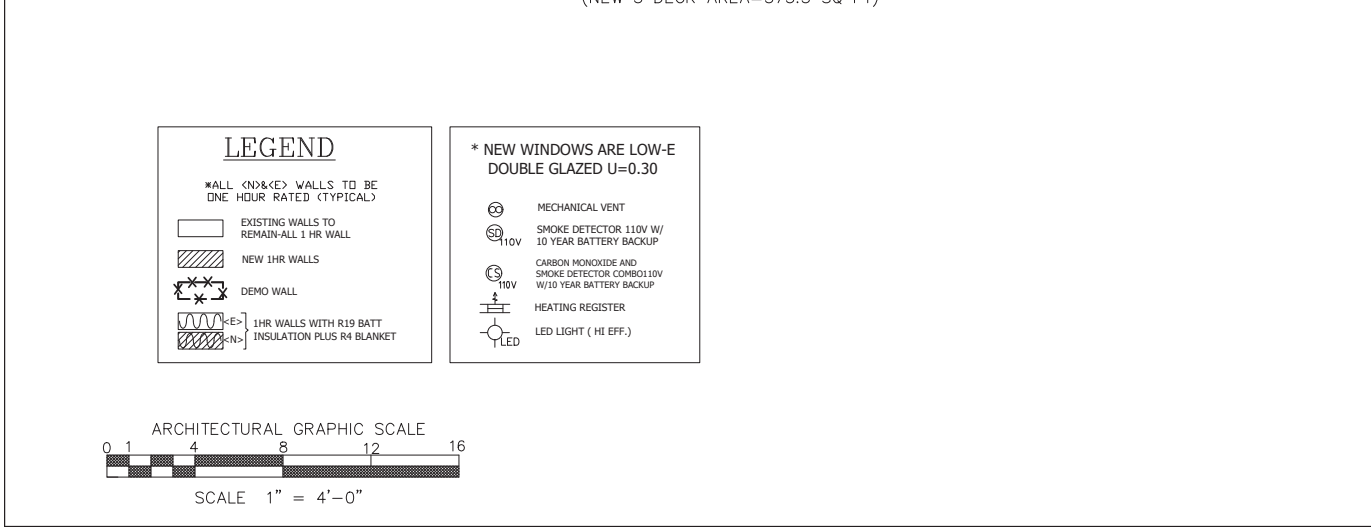 LEGEND
*ALL <N>&<E> WALLS TO BE
ONE HOUR RATED (TYPICAL)
EXISTING WALLS TO
REMAIN-ALL 1 HR WALL
NEW 1HR WALLS
DEMO WALL
<E>
<N>
1HR WALLS WITH R19 BATT
INSULATION PLUS R4 BLANKET
* NEW WINDOWS ARE LOW-E
DOUBLE GLAZED U=0.30
MECHANICAL VENT
SD
110V
SMOKE DETECTOR 110V W/
10 YEAR BATTERY BACKUP
CS
110V
CARBON MONOXIDE AND
SMOKE DETECTOR COMBO110V
W/10 YEAR BATTERY BACKUP
HEATING REGISTER
LED
LED LIGHT ( HI EFF.)
ARCHITECTURAL GRAPHIC SCALE
0 1 4 8 12 16
SCALE 1" = 4'-0"